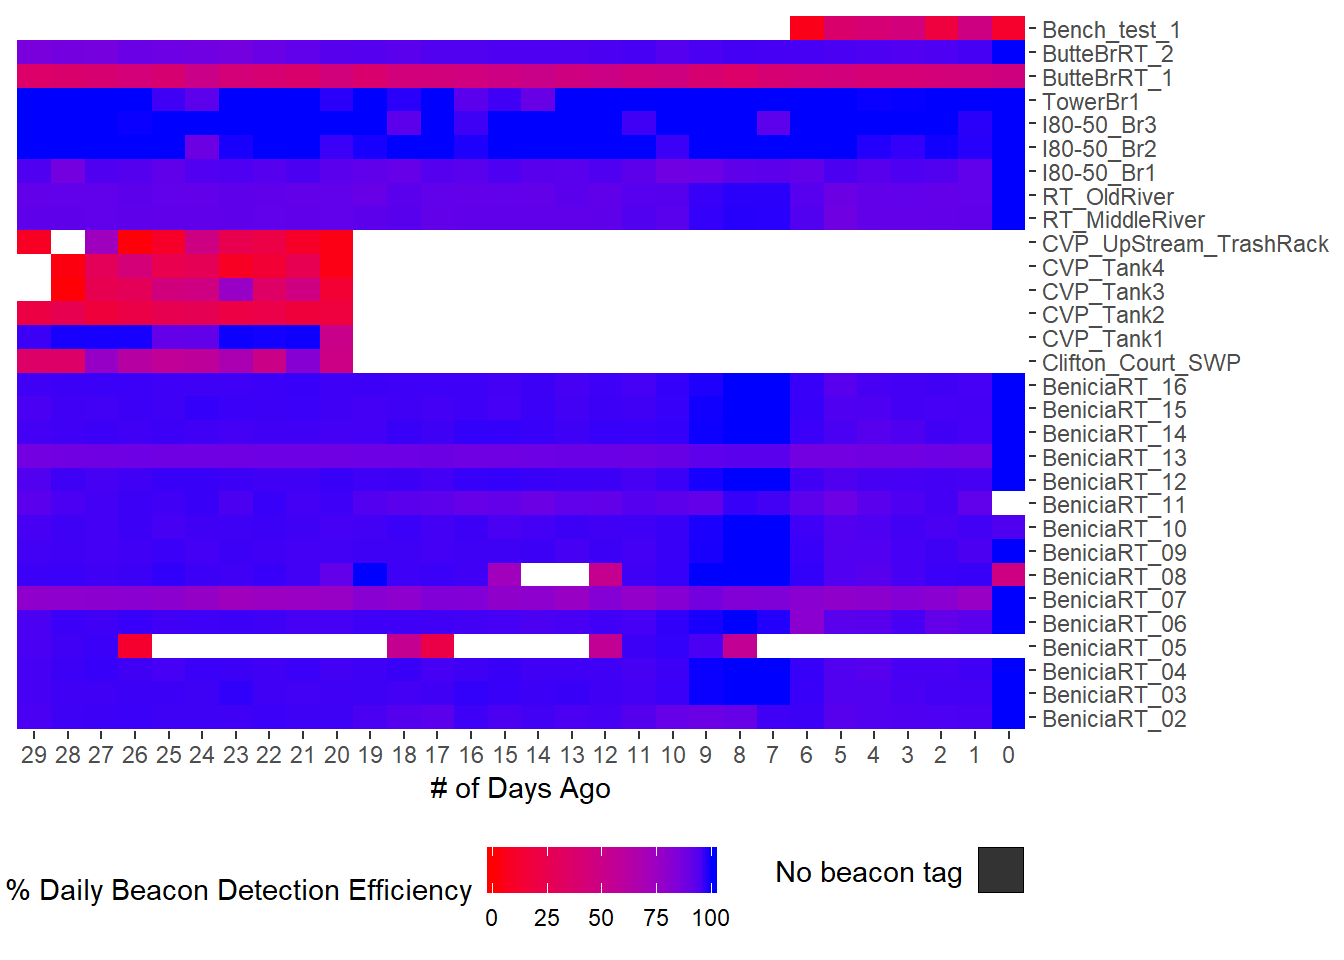 Bench_test_1
ButteBrRT_2
ButteBrRT_1
TowerBr1
I80-50_Br3
I80-50_Br2
I80-50_Br1
RT_OldRiver
RT_MiddleRiver
CVP_UpStream_TrashRack
CVP_Tank4
CVP_Tank3
CVP_Tank2
CVP_Tank1
Clifton_Court_SWP
BeniciaRT_16
BeniciaRT_15
BeniciaRT_14
BeniciaRT_13
BeniciaRT_12
BeniciaRT_11
BeniciaRT_10
BeniciaRT_09
BeniciaRT_08
BeniciaRT_07
BeniciaRT_06
BeniciaRT_05
BeniciaRT_04
BeniciaRT_03
BeniciaRT_02
29 28 27 26 25 24 23 22 21 20 19 18 17 16 15 14 13 12 11 10 9 8 7 6 5 4 3 2 1 0
# of Days Ago
% Daily Beacon Detection Efficiency
0 25 50 75 100
No beacon tag